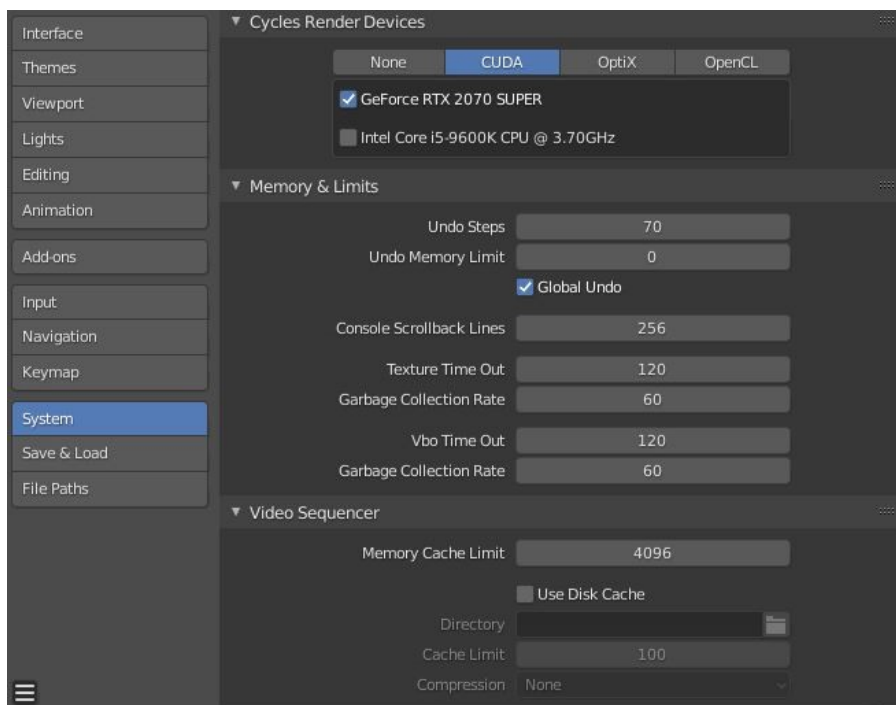 Interface
Themes
Viewport
Lights
Editing
Animation
Add-ons
Input
Navigation
Keymap
System
Save & Load
File Paths
Cycles Render Devices
None CUDA OptiX OpenCL
GeForce RTX 2070 SUPER
Intel Core i5-9600K CPU @ 3.70GHz
Memory & Limits
Undo Steps 70
Undo Memory Limit 0
Global Undo
Console Scrollback Lines 256
Texture Time Out 120
Garbage Collection Rate 60
Vbo Time Out 120
Garbage Collection Rate 60
Video Sequencer
Memory Cache Limit 4096
Use Disk Cache
Directory
Cache Limit 100
Compression None